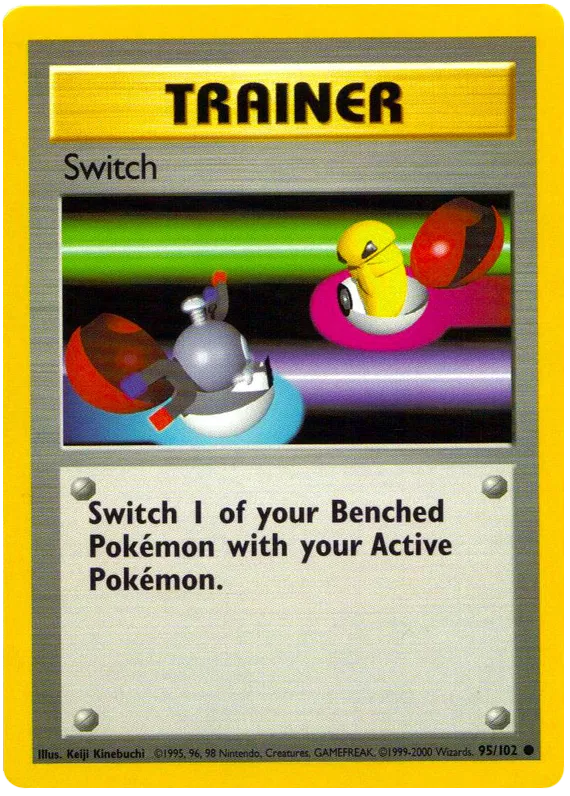 TRAINER
Switch
Switch 1 of your Benched
Pokémon with your Active
Pokémon.
Illus. Keiji Kinebuchi ©1995, 96, 98 Nintendo, Creatures, GAMEFREAK. ©1999-2000 Wizards. 95/102 ●